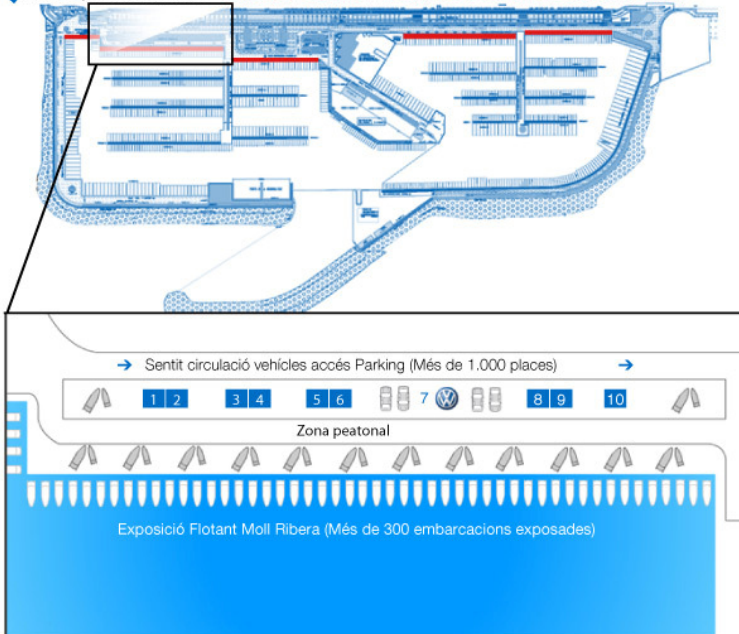 Sentit circulació vehícles accés Parking (Més de 1.000 places)
1 2 3 4 5 6 7 8 9 10
Zona peatonal
Exposició Flotant Moll Ribera (Més de 300 embarcacions exposades)